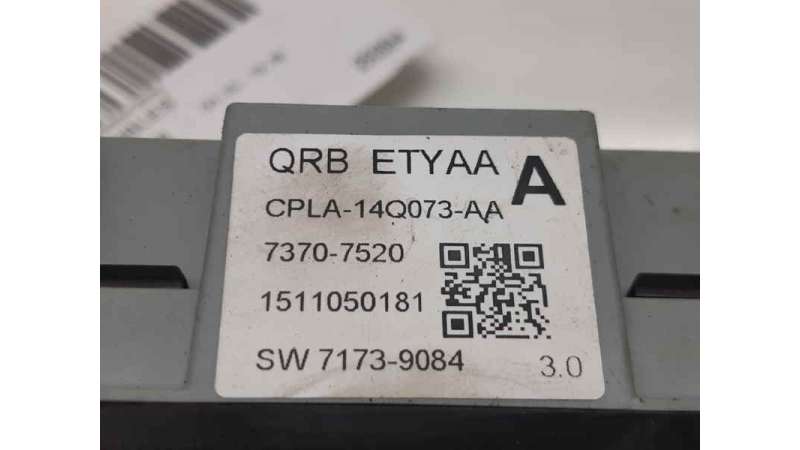 QRB ETYAA
A
CPLA-14Q073-AA
7370-7520
1511050181
SW 7173-9084
3.0